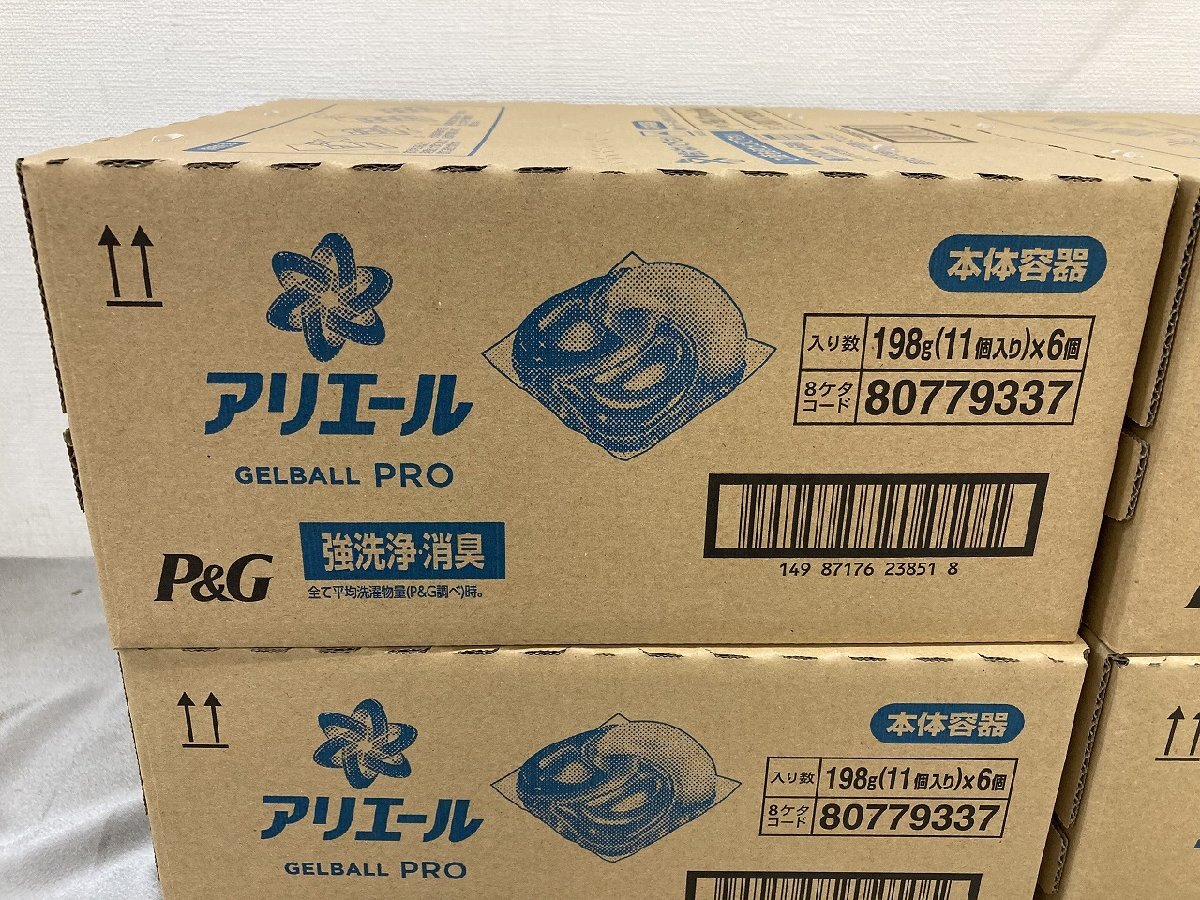 本体容器
入り数 198g(11個入り)×6個
8ケタコード 80779337
アリエール
GELBALL PRO
149 87176 23851 8
P&G
強洗浄・消臭
全て平均洗濯物量(P&G調べ)時。
本体容器
入り数 198g(11個入り)×6個
8ケタコード 80779337
アリエール
GELBALL PRO